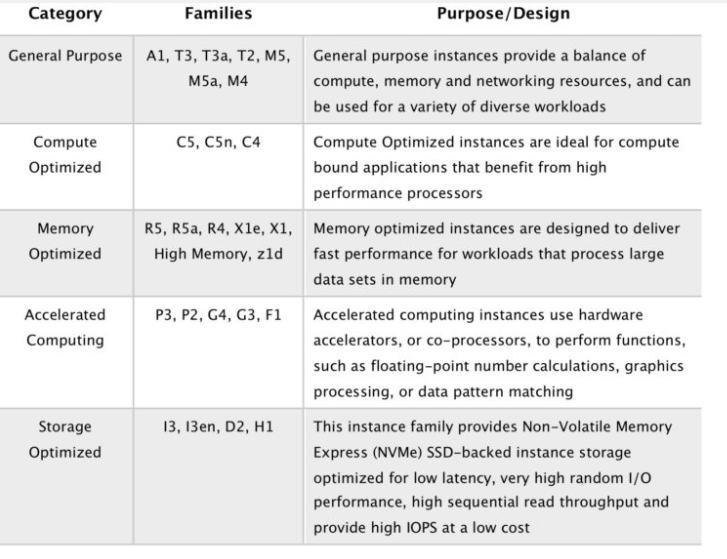 Category Families Purpose/Design
General Purpose A1, T3, T3a, T2, M5, General purpose instances provide a balance of
M5a, M4 compute, memory and networking resources, and can
be used for a variety of diverse workloads
Compute C5, C5n, C4 Compute Optimized instances are ideal for compute
Optimized bound applications that benefit from high
performance processors
Memory R5, R5a, R4, X1e, X1, Memory optimized instances are designed to deliver
Optimized High Memory, z1d fast performance for workloads that process large
data sets in memory
Accelerated P3, P2, G4, G3, F1 Accelerated computing instances use hardware
Computing accelerators, or co-processors, to perform functions,
such as floating-point number calculations, graphics
processing, or data pattern matching
Storage I3, I3en, D2, H1 This instance family provides Non-Volatile Memory
Optimized Express (NVMe) SSD-backed instance storage
optimized for low latency, very high random I/O
performance, high sequential read throughput and
provide high IOPS at a low cost